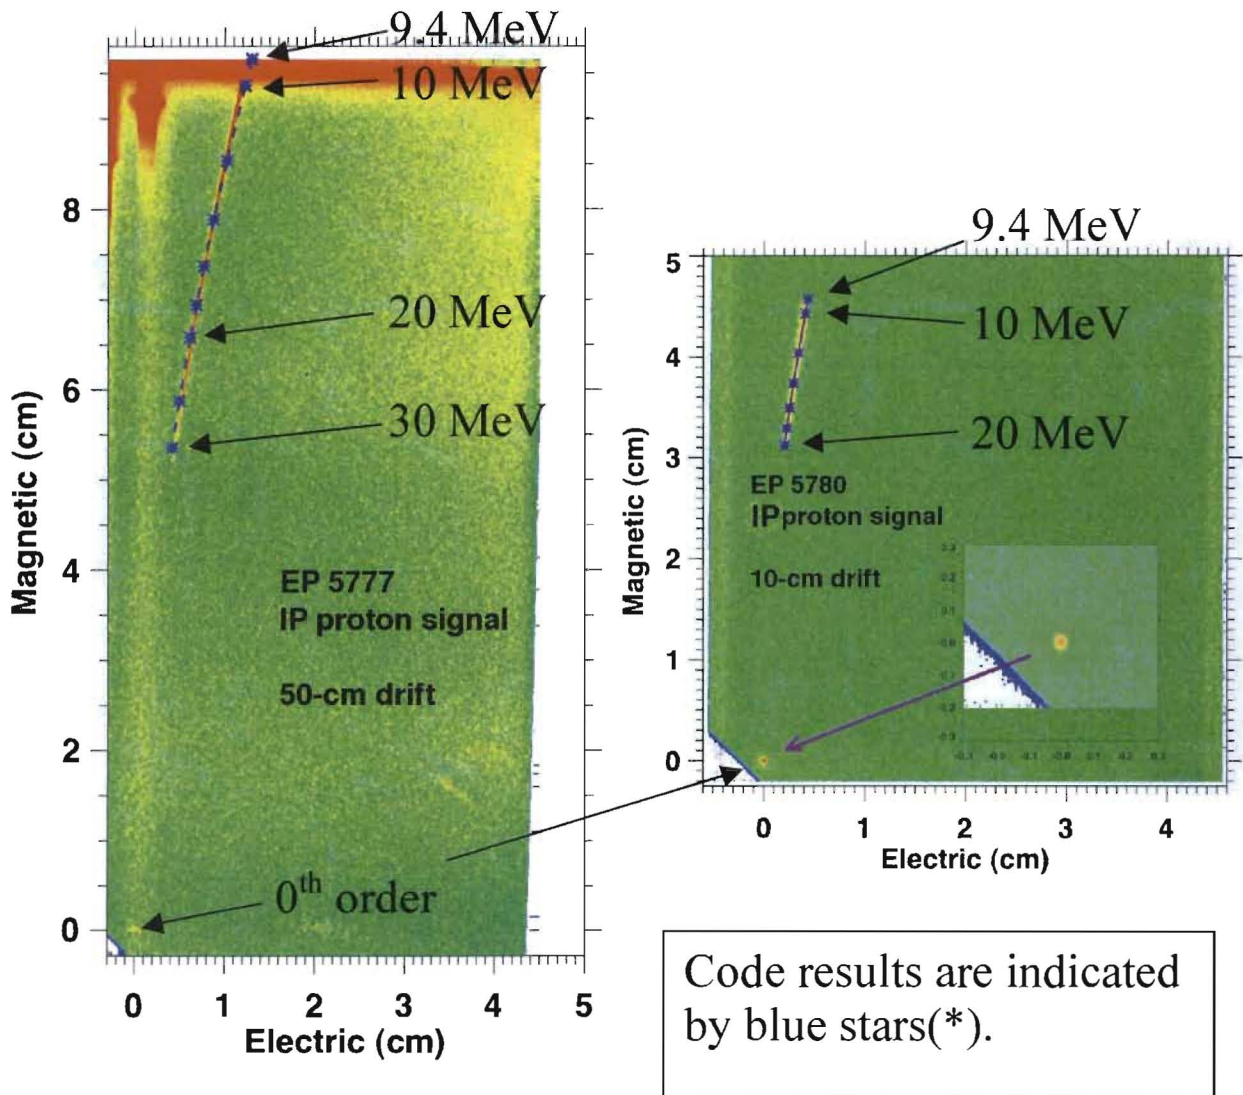 9.4 MeV
10 MeV
20 MeV
30 MeV
8
6
4
2
0
Magnetic (cm)
EP 5777
IP proton signal
50-cm drift
0th order
0 1 2 3 4 5
Electric (cm)
9.4 MeV
10 MeV
20 MeV
5
4
3
2
1
0
Magnetic (cm)
EP 5780
IP proton signal
10-cm drift
0 1 2 3 4
Electric (cm)
Code results are indicated
by blue stars(*).